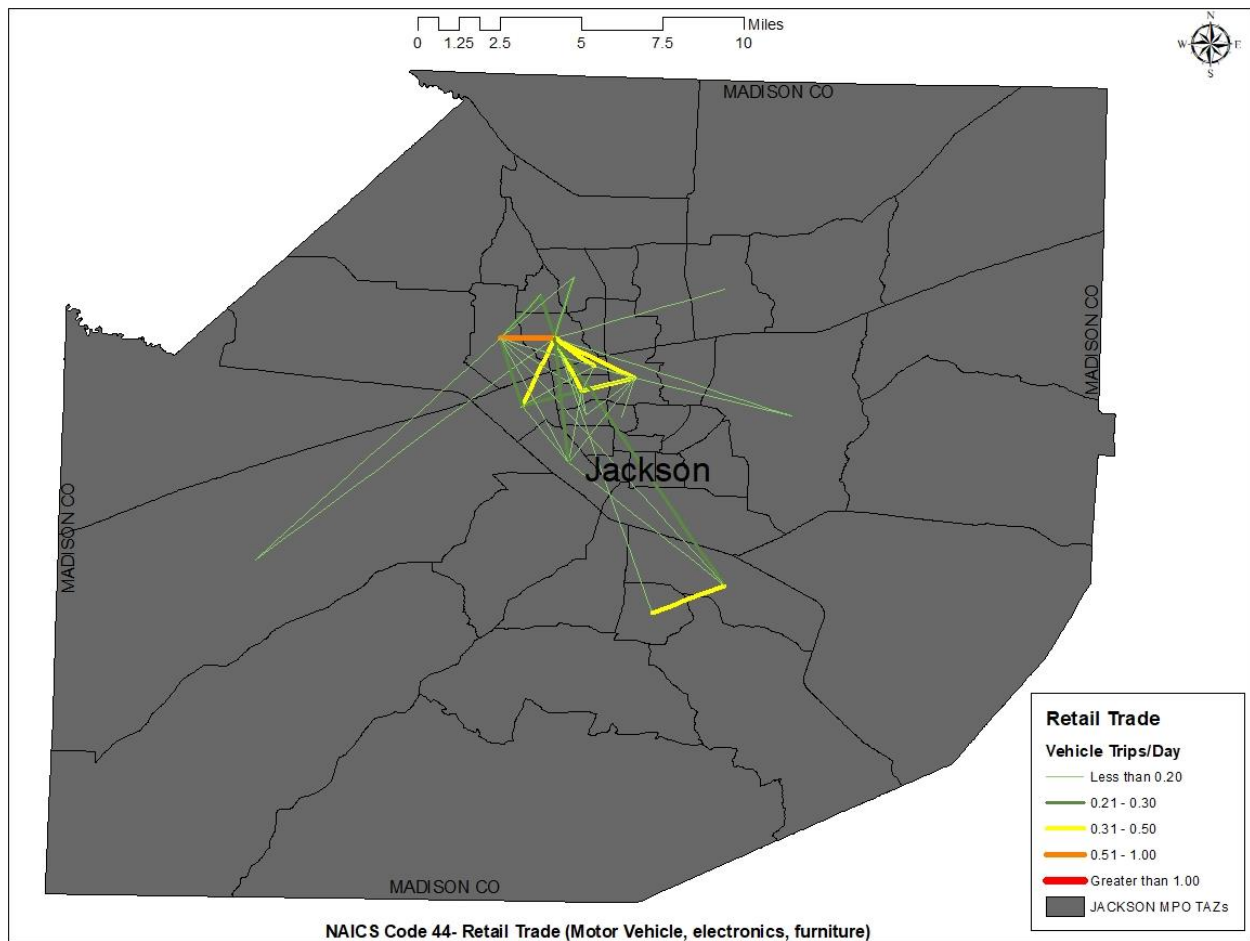 Miles
0 1.25 2.5 5 7.5 10
N
W E
S
MADISON CO
MADISON CO
Jackson
MADISON CO
MADISON CO
Retail Trade
Vehicle Trips/Day
Less than 0.20
0.21 - 0.30
0.31 - 0.50
0.51 - 1.00
Greater than 1.00
JACKSON MPO TAZs
NAICS Code 44- Retail Trade (Motor Vehicle, electronics, furniture)